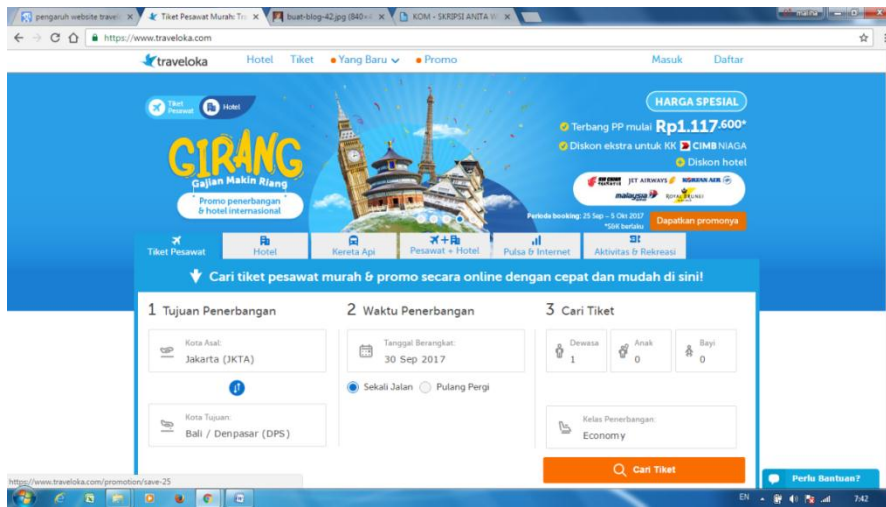 pengaruh website travel
Tiket Pesawat Murah: Tra
buat-blog-42.jpg (840×4
KOM - SKRIPSI ANITA W
https://www.traveloka.com
traveloka
Hotel Tiket Yang Baru Promo Masuk Daftar
Tiket Pesawat Hotel
GIRANG
Gajian Makin Riang
Promo penerbangan
& hotel internasional
HARGA SPESIAL
Terbang PP mulai Rp1.117.600*
Diskon ekstra untuk KK CIMB NIAGA
Diskon hotel
JET AIRWAYS KOREAN AIR
malaysia ROYAL BRUNEI
Periode booking: 25 Sep – 5 Okt 2017
*S&K berlaku
Dapatkan promonya
Tiket Pesawat Hotel Kereta Api Pesawat + Hotel Pulsa & Internet Aktivitas & Rekreasi
Cari tiket pesawat murah & promo secara online dengan cepat dan mudah di sini!
1 Tujuan Penerbangan 2 Waktu Penerbangan 3 Cari Tiket
Kota Asal:
Jakarta (JKTA)
Tanggal Berangkat:
30 Sep 2017
Dewasa
1
Anak
0
Bayi
0
Sekali Jalan Pulang Pergi
Kota Tujuan:
Bali / Denpasar (DPS)
Kelas Penerbangan:
Economy
Cari Tiket
https://www.traveloka.com/promotion/save-25
Perlu Bantuan?
EN
7:42